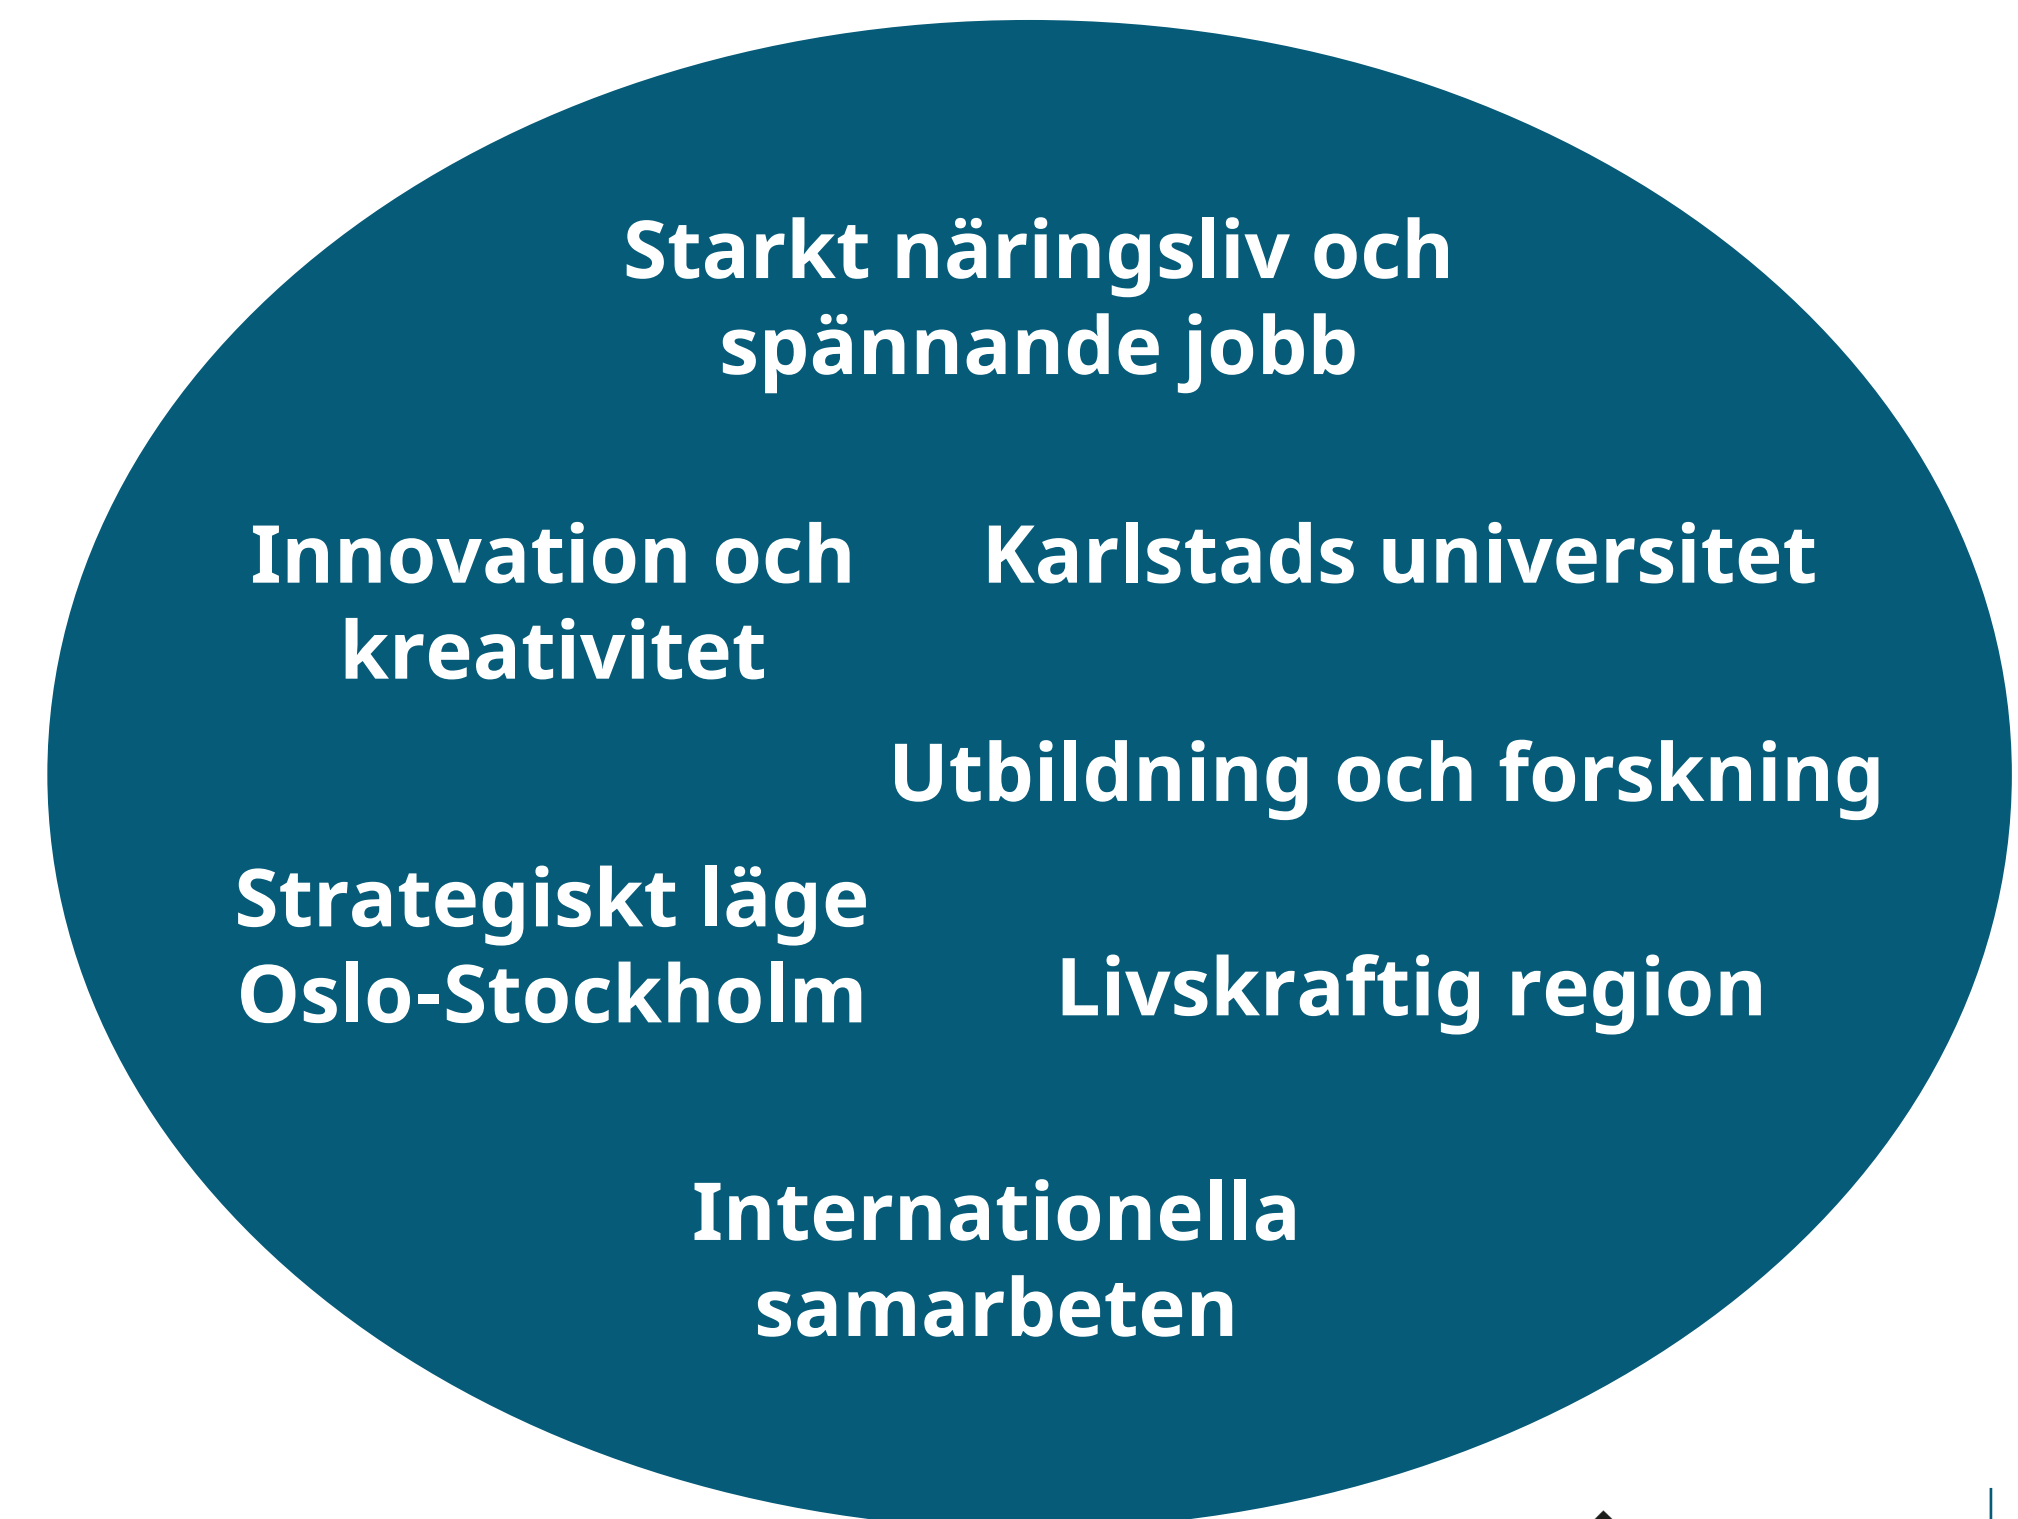 Starkt näringsliv och
spännande jobb
Innovation och
kreativitet
Karlstads universitet
Utbildning och forskning
Strategiskt läge
Oslo-Stockholm
Livskraftig region
Internationella
samarbeten